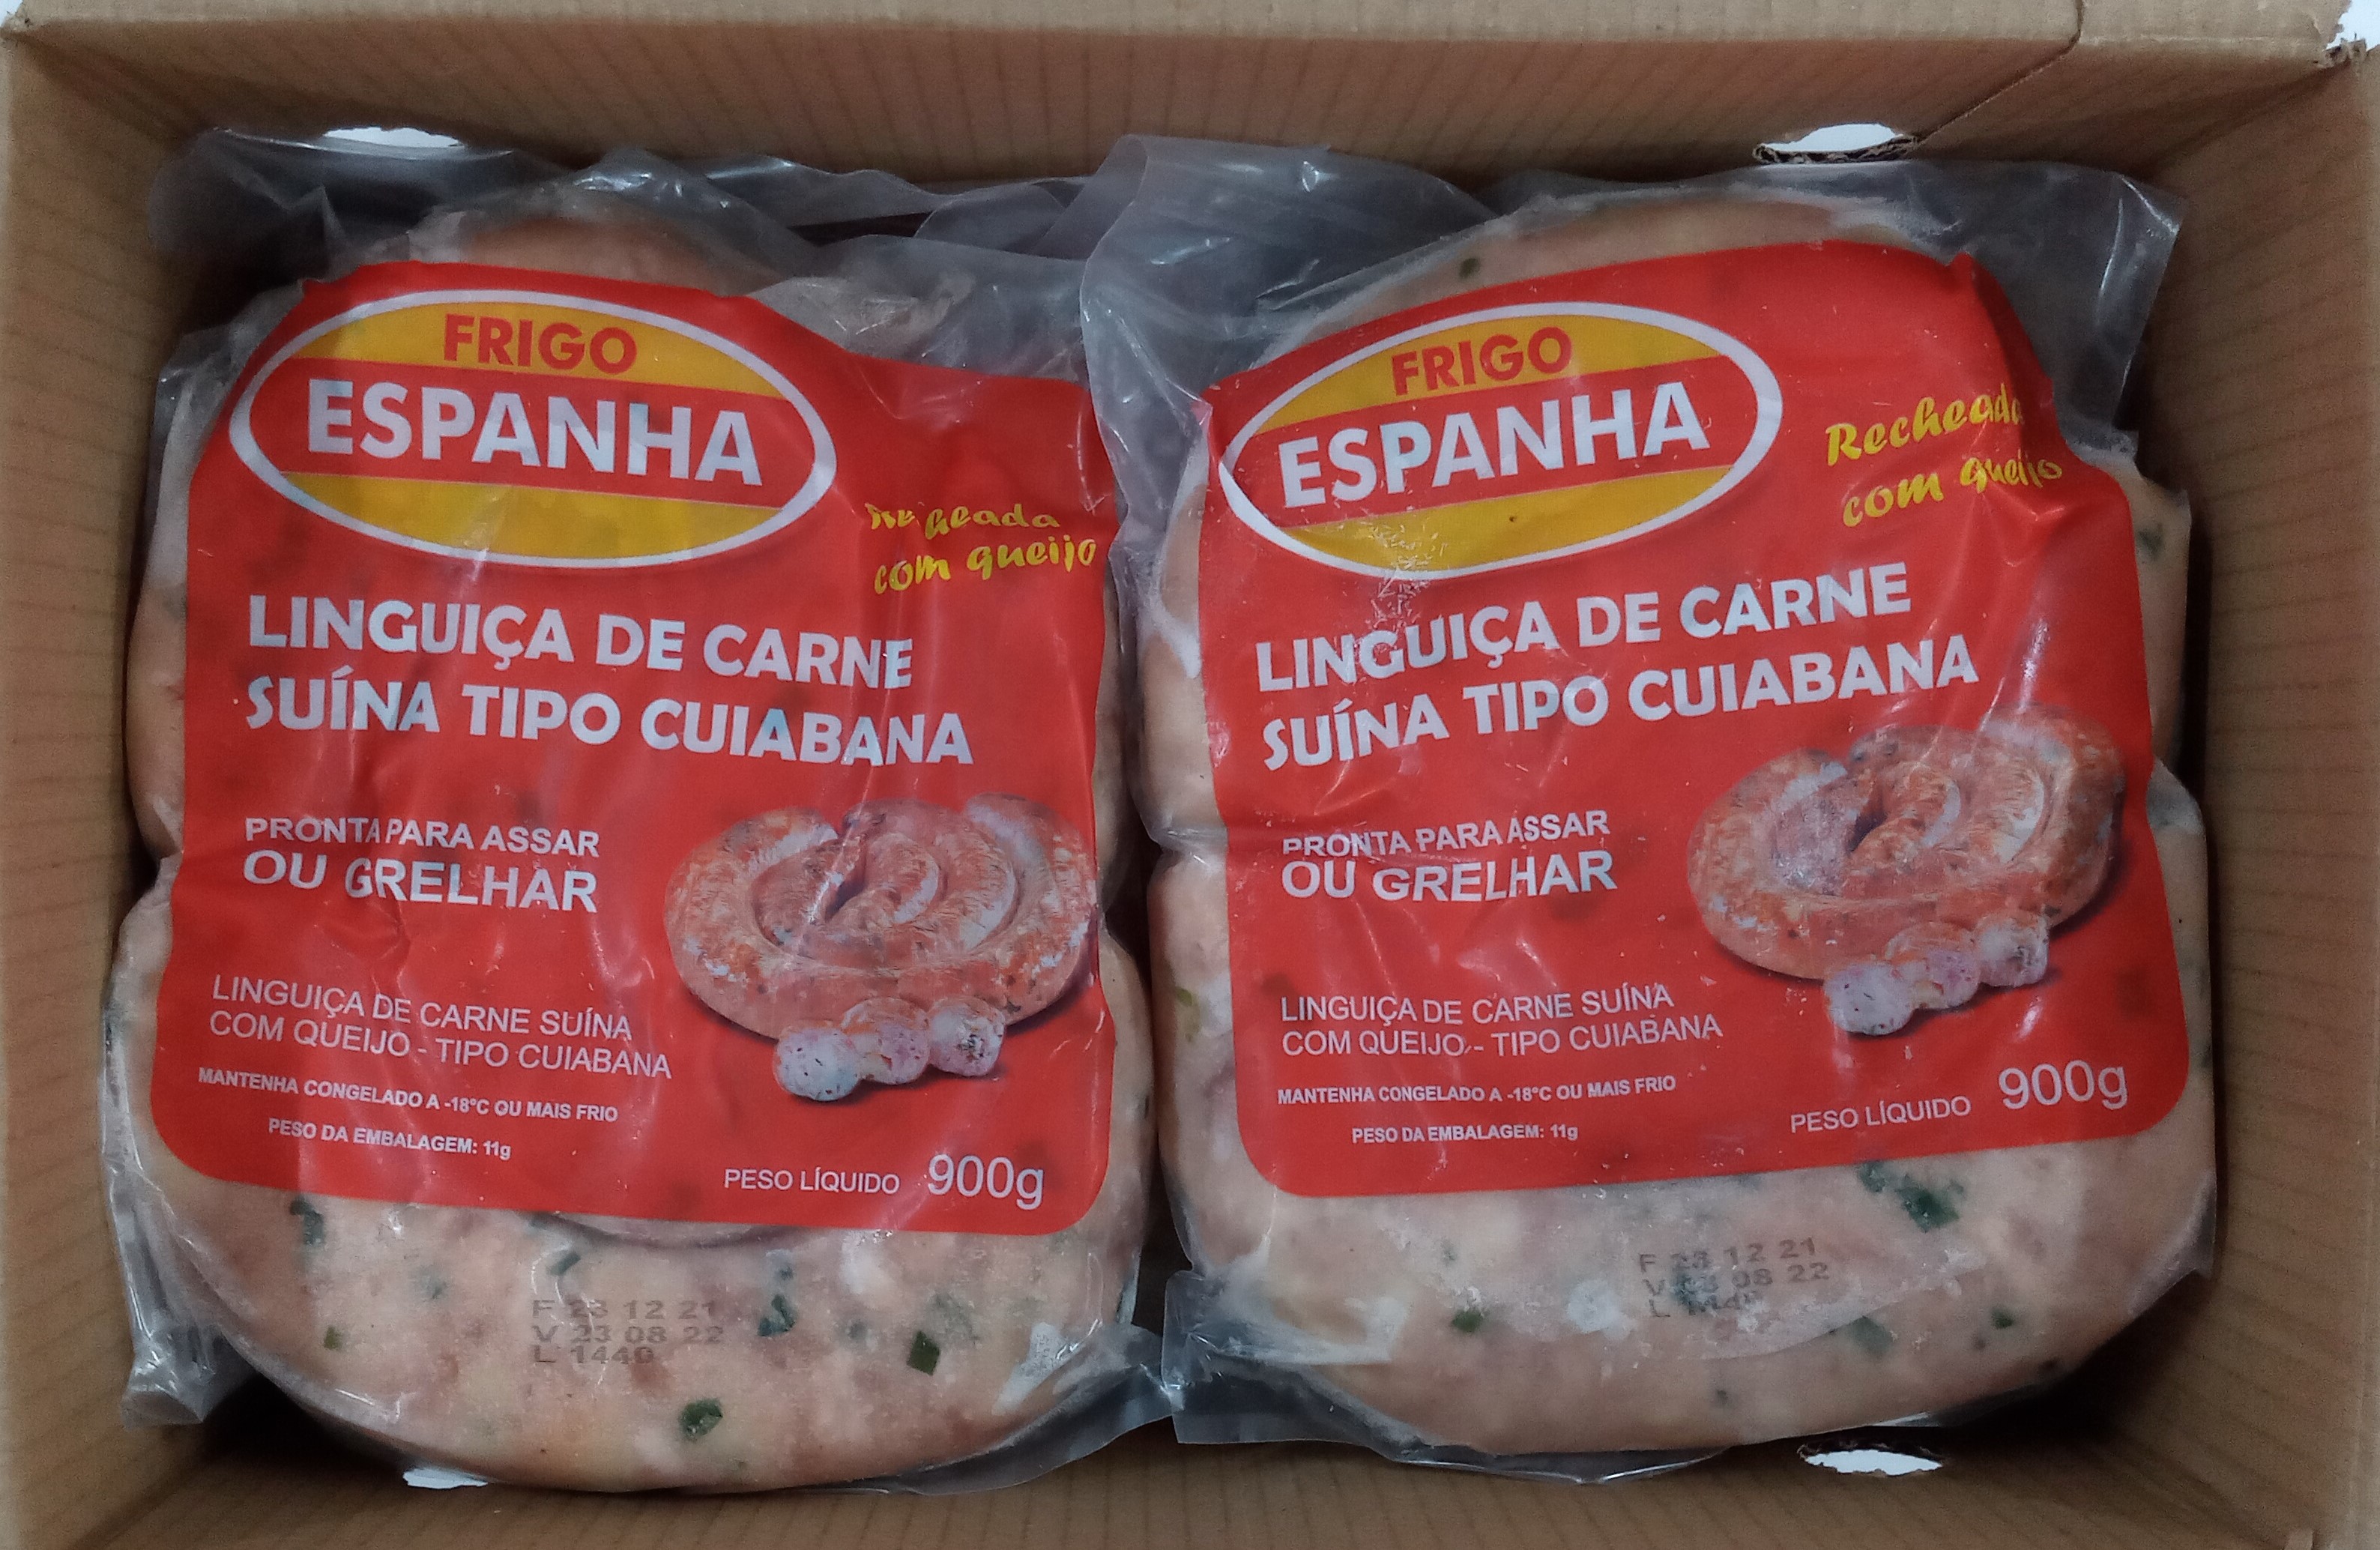 FRIGO
ESPANHA
com queijo
LINGUIÇA DE CARNE
SUÍNA TIPO CUIABANA
PRONTA PARA ASSAR
OU GRELHAR
LINGUIÇA DE CARNE SUÍNA
COM QUEIJO - TIPO CUIABANA
MANTENHA CONGELADO A -18°C OU MAIS FRIO
PESO DA EMBALAGEM: 11g
PESO LÍQUIDO 900g
F 23 12 21
V 23 08 22
L 1440
FRIGO
ESPANHA
Recheada
com queijo
LINGUIÇA DE CARNE
SUÍNA TIPO CUIABANA
PRONTA PARA ASSAR
OU GRELHAR
LINGUIÇA DE CARNE SUÍNA
COM QUEIJO - TIPO CUIABANA
MANTENHA CONGELADO A -18°C OU MAIS FRIO
PESO DA EMBALAGEM: 11g
PESO LÍQUIDO 900g
F 23 12 21
V 08 22
L